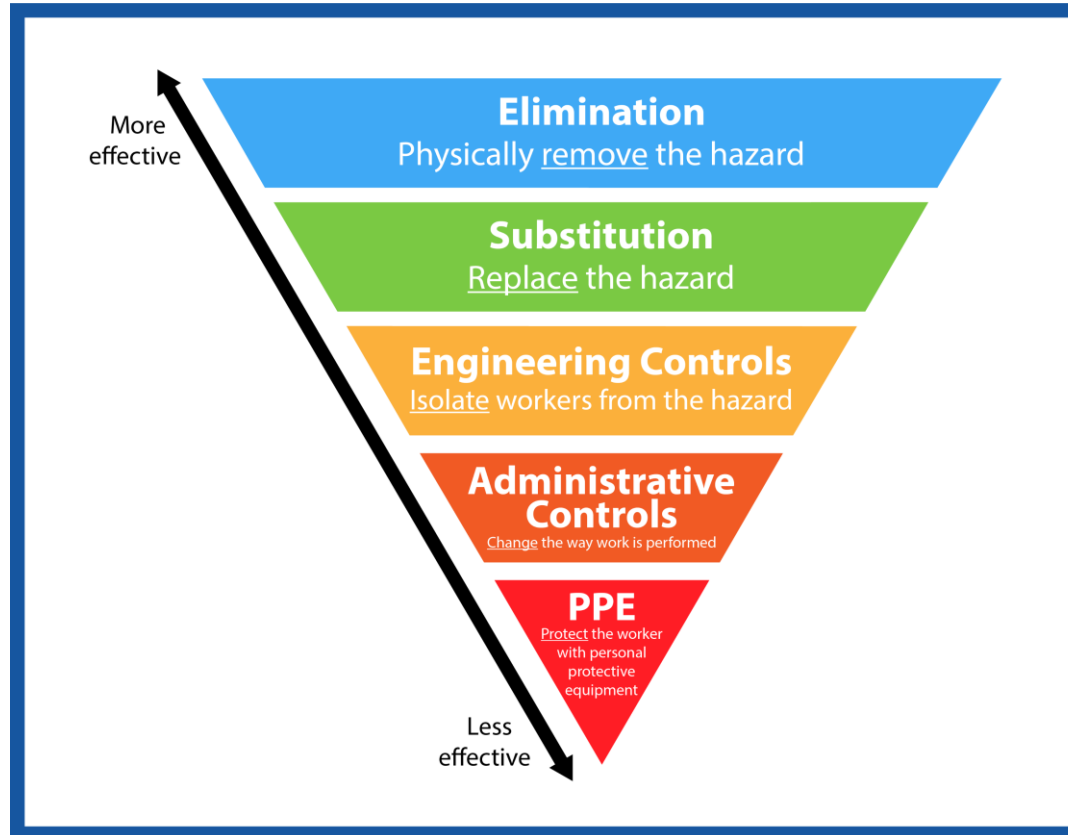 More
effective
Elimination
Physically remove the hazard
Substitution
Replace the hazard
Engineering Controls
Isolate workers from the hazard
Administrative
Controls
Change the way work is performed
PPE
Protect the worker
with personal
protective
equipment
Less
effective